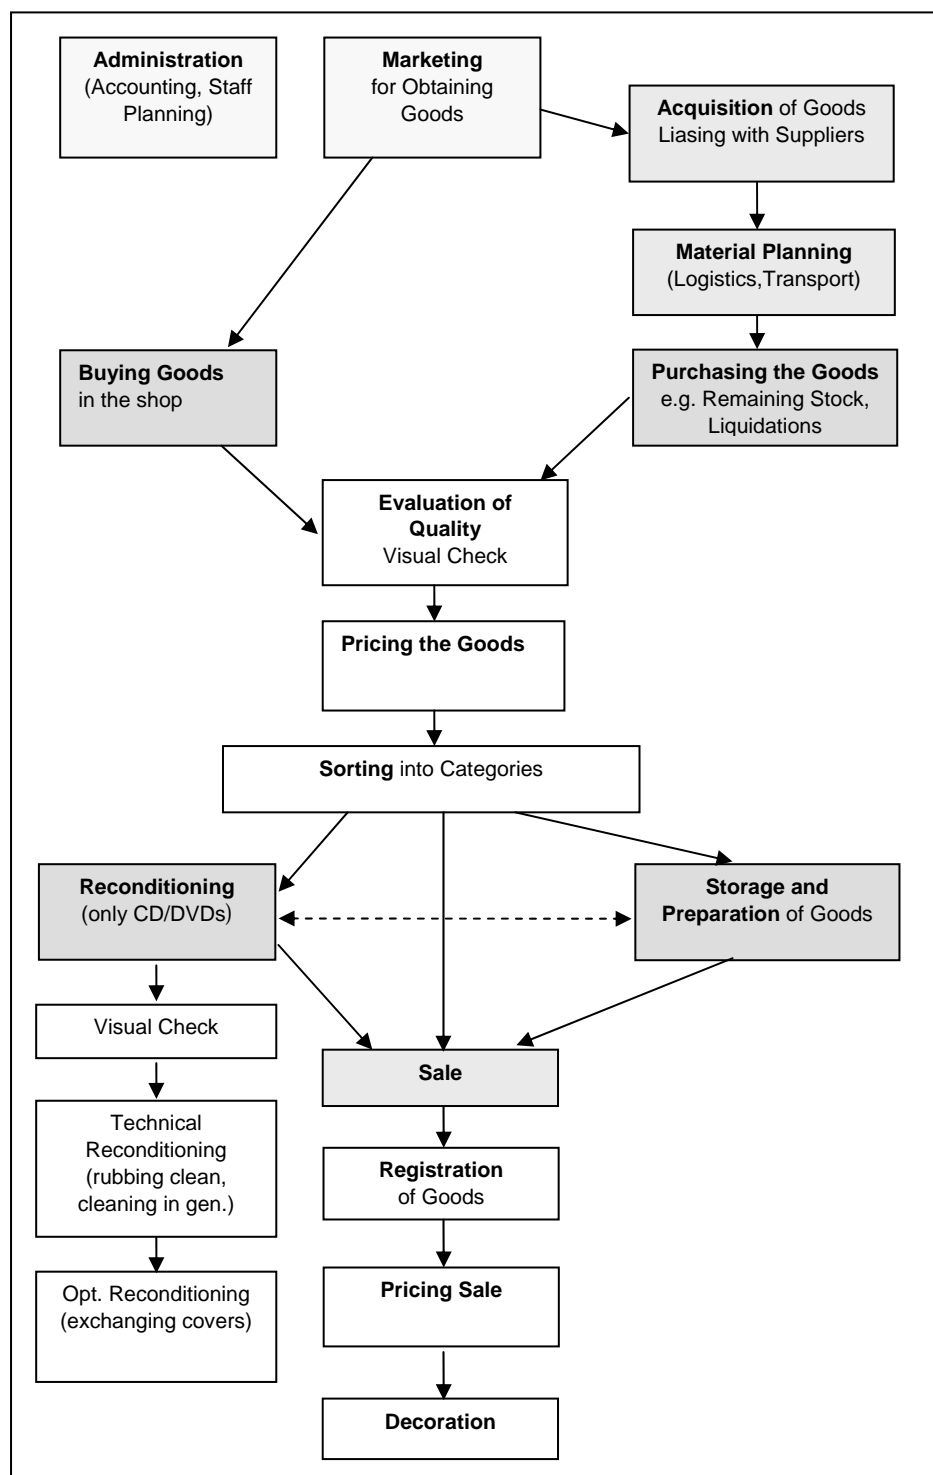 Administration
(Accounting, Staff
Planning)
Marketing
for Obtaining
Goods
Acquisition of Goods
Liasing with Suppliers
Material Planning
(Logistics,Transport)
Buying Goods
in the shop
Purchasing the Goods
e.g. Remaining Stock,
Liquidations
Evaluation of
Quality
Visual Check
Pricing the Goods
Sorting into Categories
Reconditioning
(only CD/DVDs)
Storage and
Preparation of Goods
Visual Check
Technical
Reconditioning
(rubbing clean,
cleaning in gen.)
Opt. Reconditioning
(exchanging covers)
Sale
Registration
of Goods
Pricing Sale
Decoration